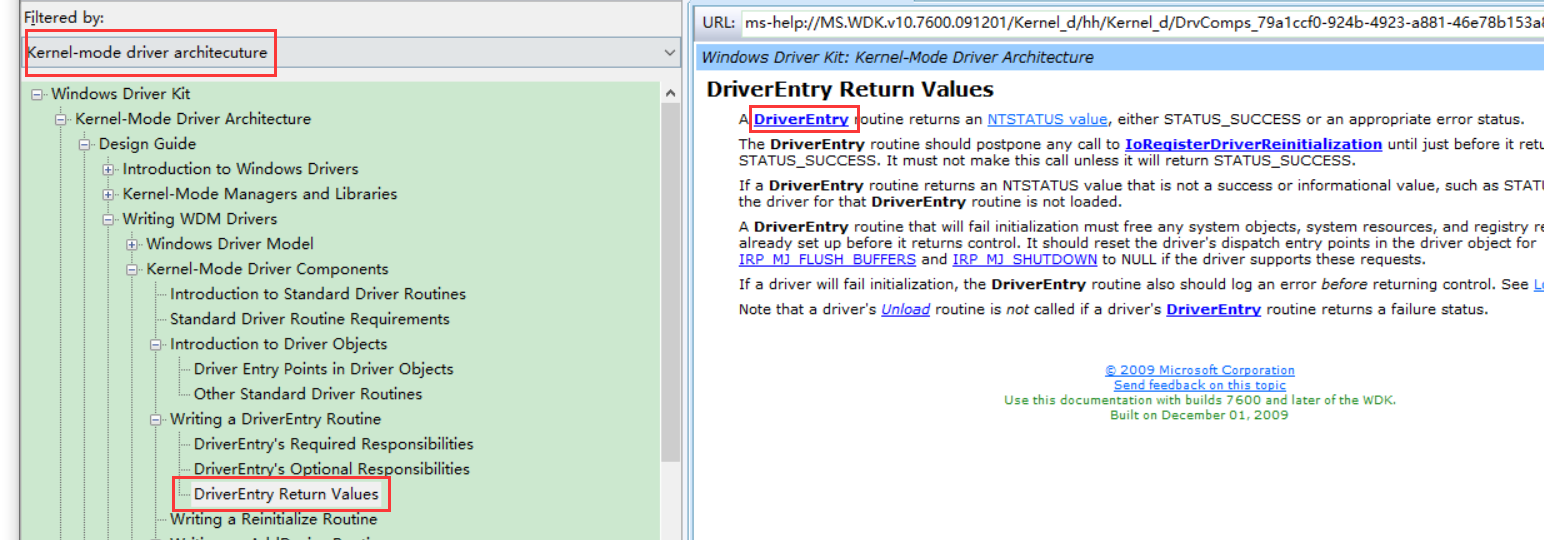 Filtered by:
Kernel-mode driver architecuture
Windows Driver Kit
Kernel-Mode Driver Architecture
Design Guide
Introduction to Windows Drivers
Kernel-Mode Managers and Libraries
Writing WDM Drivers
Windows Driver Model
Kernel-Mode Driver Components
Introduction to Standard Driver Routines
Standard Driver Routine Requirements
Introduction to Driver Objects
Driver Entry Points in Driver Objects
Other Standard Driver Routines
Writing a DriverEntry Routine
DriverEntry's Required Responsibilities
DriverEntry's Optional Responsibilities
DriverEntry Return Values
Writing a Reinitialize Routine
URL: ms-help://MS.WDK.v10.7600.091201/Kernel_d/hh/Kernel_d/DrvComps_79a1ccf0-924b-4923-a881-46e78b153a
Windows Driver Kit: Kernel-Mode Driver Architecture
DriverEntry Return Values
A DriverEntry routine returns an NTSTATUS value, either STATUS_SUCCESS or an appropriate error status.
The DriverEntry routine should postpone any call to IoRegisterDriverReinitialization until just before it retu
STATUS_SUCCESS. It must not make this call unless it will return STATUS_SUCCESS.
If a DriverEntry routine returns an NTSTATUS value that is not a success or informational value, such as STAT
the driver for that DriverEntry routine is not loaded.
A DriverEntry routine that will fail initialization must free any system objects, system resources, and registry re
already set up before it returns control. It should reset the driver's dispatch entry points in the driver object for
IRP_MJ_FLUSH_BUFFERS and IRP_MJ_SHUTDOWN to NULL if the driver supports these requests.
If a driver will fail initialization, the DriverEntry routine also should log an error before returning control. See Lo
Note that a driver's Unload routine is not called if a driver's DriverEntry routine returns a failure status.
© 2009 Microsoft Corporation
Send feedback on this topic
Use this documentation with builds 7600 and later of the WDK.
Built on December 01, 2009